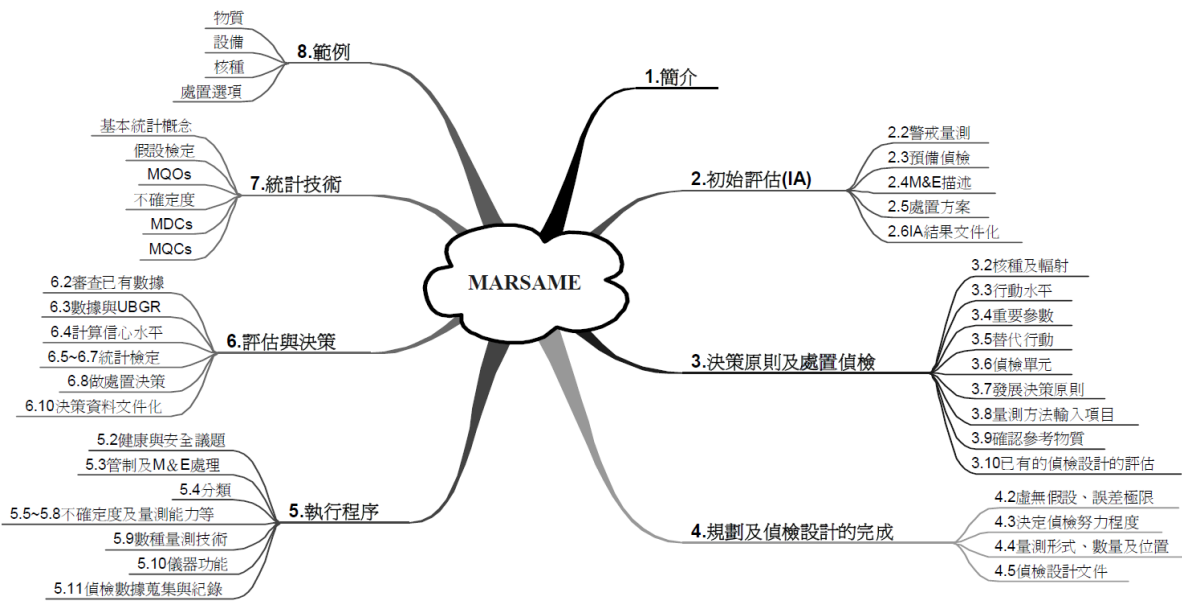 MARSAME
1.簡介
2.初始評估(IA)
2.2警戒量測
2.3預備偵檢
2.4M&E描述
2.5處置方案
2.6IA結果文件化
3.決策原則及處置偵檢
3.2核種及輻射
3.3行動水平
3.4重要參數
3.5替代行動
3.6偵檢單元
3.7發展決策原則
3.8量測方法輸入項目
3.9確認參考物質
3.10已有的偵檢設計的評估
4.規劃及偵檢設計的完成
4.2虛無假設、誤差極限
4.3決定偵檢努力程度
4.4量測形式、數量及位置
4.5偵檢設計文件
5.執行程序
5.2健康與安全議題
5.3管制及M&E處理
5.4分類
5.5~5.8不確定度及量測能力等
5.9數種量測技術
5.10儀器功能
5.11偵檢數據蒐集與紀錄
6.評估與決策
6.2審查已有數據
6.3數據與UBGR
6.4計算信心水平
6.5~6.7統計檢定
6.8做處置決策
6.10決策資料文件化
7.統計技術
基本統計概念
假設檢定
MQOs
不確定度
MDCs
MQCs
8.範例
物質
設備
核種
處置選項